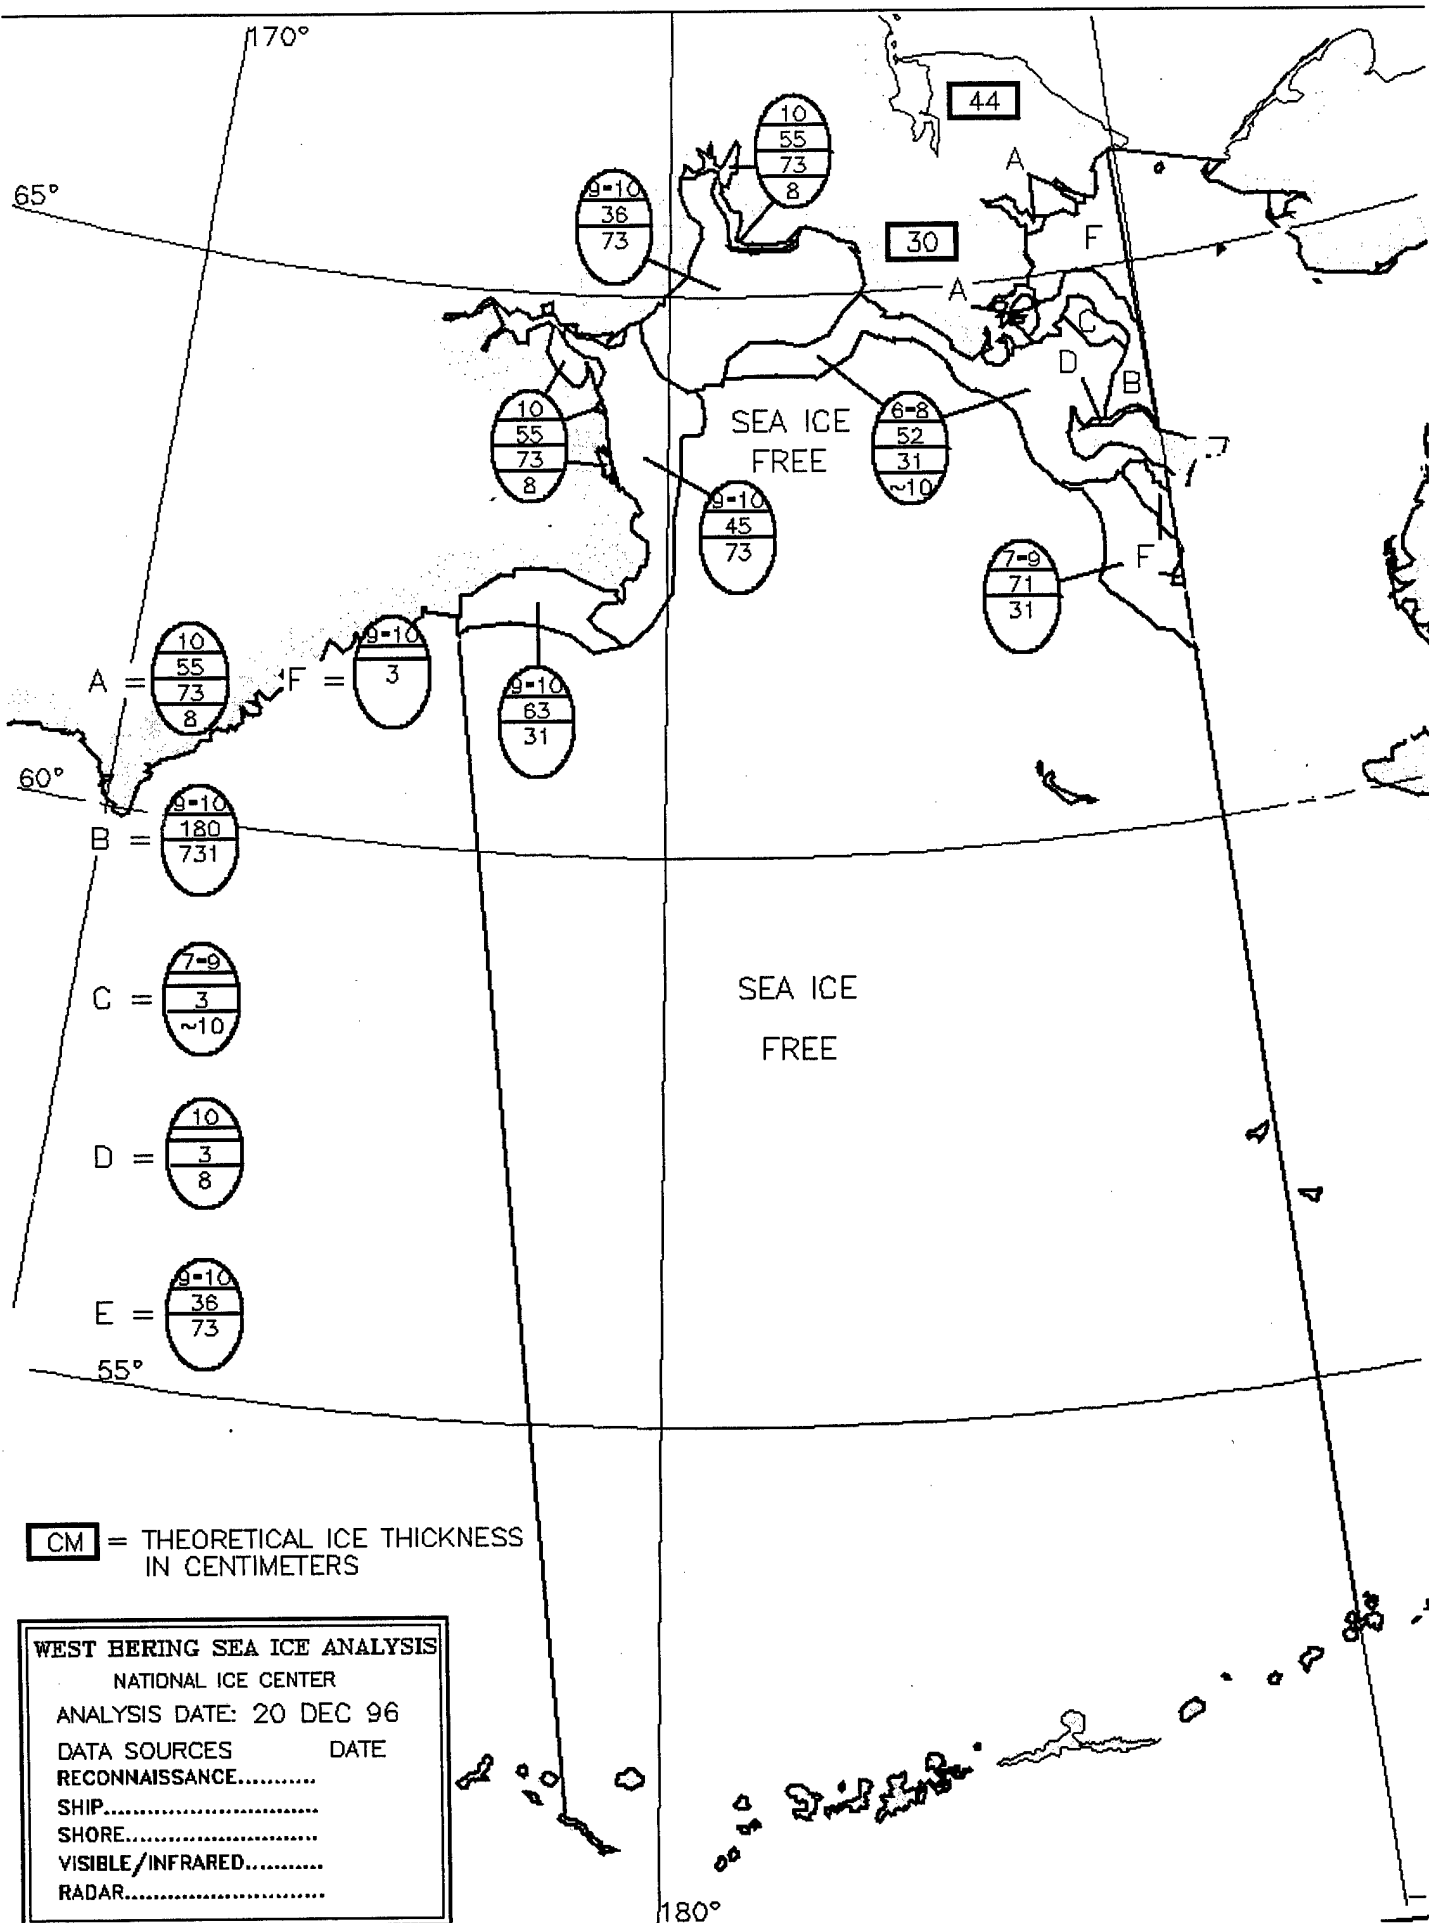 170°
44
10
55
73
8
A
65°
9-10
36
73
30
F
A
C
D
B
10
55
73
8
SEA ICE
FREE
6-8
52
31
~10
9-10
45
73
7-9
71
31
F
A =
10
55
73
8
F =
9-10
3
9-10
63
31
60°
B =
9-10
180
731
C =
7-9
3
~10
SEA ICE
FREE
D =
10
3
8
E =
9-10
36
73
55°
CM = THEORETICAL ICE THICKNESS
IN CENTIMETERS
WEST BERING SEA ICE ANALYSIS
NATIONAL ICE CENTER
ANALYSIS DATE: 20 DEC 96
DATA SOURCES DATE
RECONNAISSANCE...........
SHIP............................
SHORE.........................
VISIBLE/INFRARED..........
RADAR..........................
180°